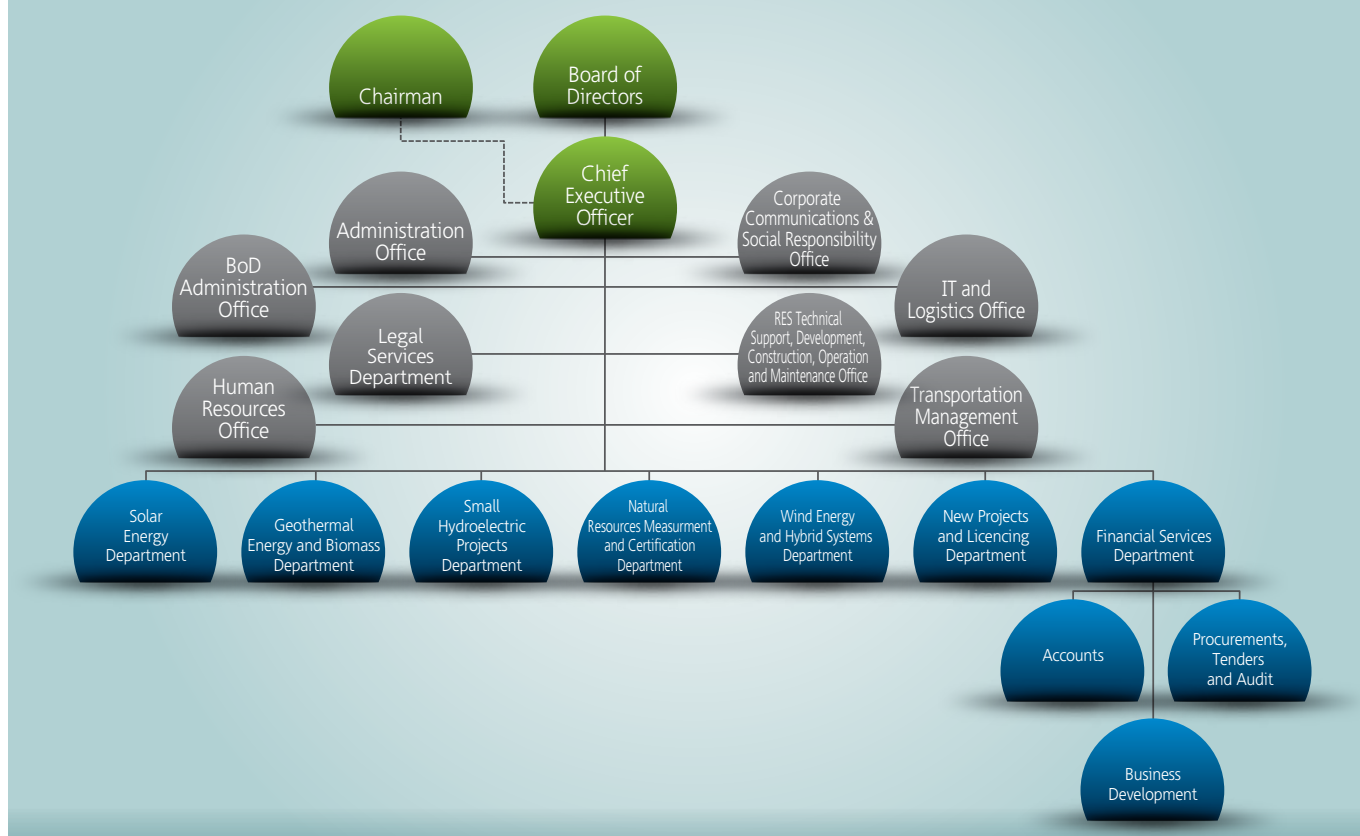 Chairman
Board of
Directors
Chief
Executive
Officer
Administration
Office
Corporate
Communications &
Social Responsibility
Office
BoD
Administration
Office
IT and
Logistics Office
Legal
Services
Department
RES Technical
Support, Development,
Construction, Operation
and Maintenance Office
Human
Resources
Office
Transportation
Management
Office
Solar
Energy
Department
Geothermal
Energy and Biomass
Department
Small
Hydroelectric
Projects
Department
Natural
Resources Measurment
and Certification
Department
Wind Energy
and Hybrid Systems
Department
New Projects
and Licencing
Department
Financial Services
Department
Accounts
Procurements,
Tenders
and Audit
Business
Development